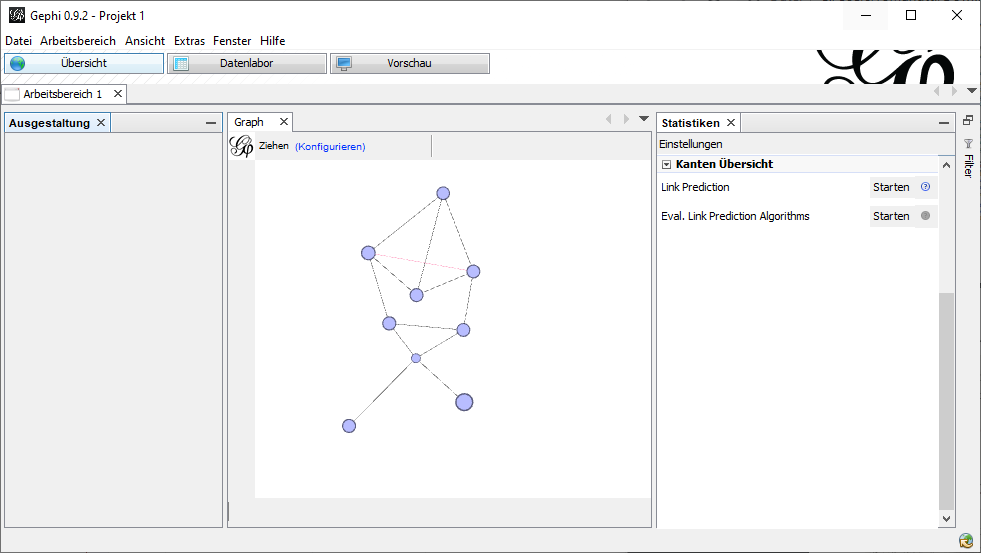 Gephi 0.9.2 - Projekt 1
Datei Arbeitsbereich Ansicht Extras Fenster Hilfe
Übersicht Datenlabor Vorschau
Arbeitsbereich 1
Ausgestaltung
Graph
Statistiken
Ziehen (Konfigurieren)
Einstellungen
Kanten Übersicht
Link Prediction Starten
Eval. Link Prediction Algorithms Starten
Filter